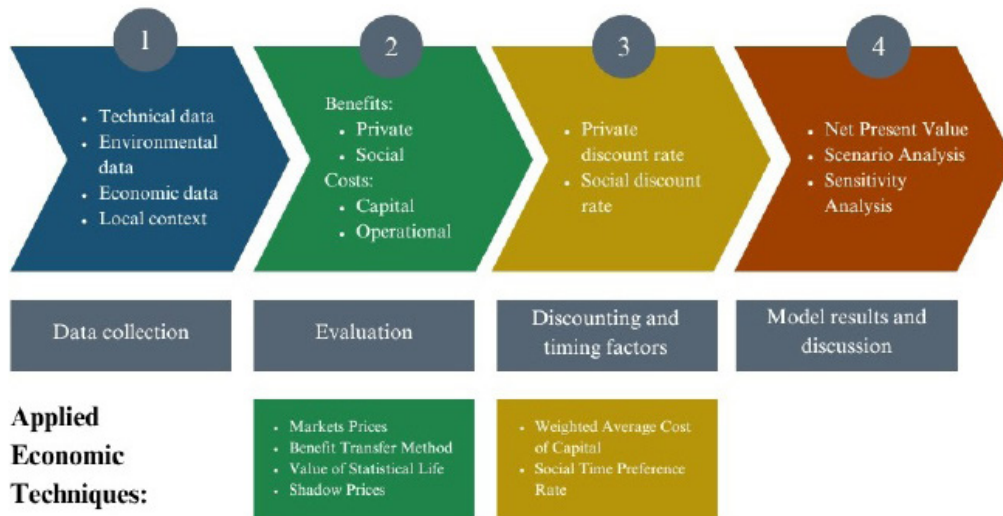 1
2
3
4
• Technical data
• Environmental
data
• Economic data
• Local context
Benefits:
• Private
• Social
Costs:
• Capital
• Operational
• Private
discount rate
• Social discount
rate
• Net Present Value
• Scenario Analysis
• Sensitivity
Analysis
Data collection
Evaluation
Discounting and
timing factors
Model results and
discussion
Applied
Economic
Techniques:
• Markets Prices
• Benefit Transfer Method
• Value of Statistical Life
• Shadow Prices
• Weighted Average Cost
of Capital
• Social Time Preference
Rate